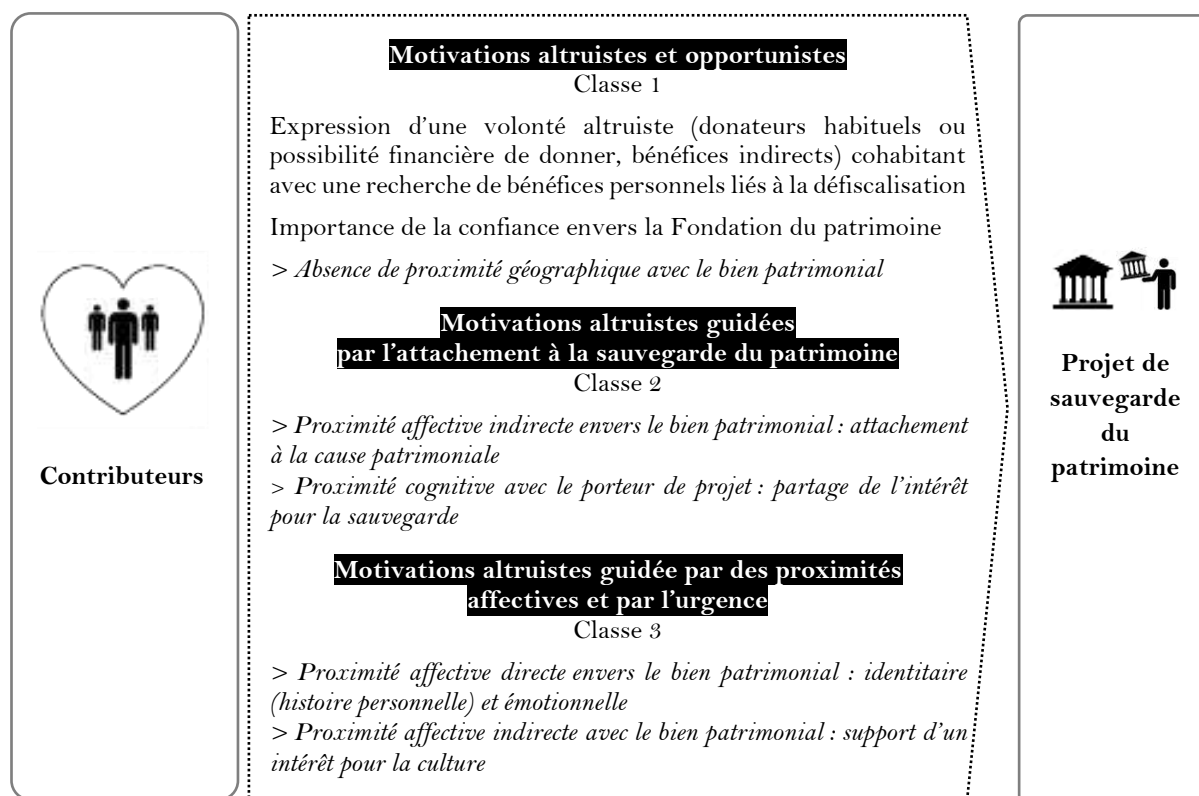 Contributeurs
Motivations altruistes et opportunistes
Classe 1
Expression d'une volonté altruiste (donateurs habituels ou
possibilité financière de donner, bénéfices indirects) cohabitant
avec une recherche de bénéfices personnels liés à la défiscalisation
Importance de la confiance envers la Fondation du patrimoine
> Absence de proximité géographique avec le bien patrimonial
Motivations altruistes guidées
par l'attachement à la sauvegarde du patrimoine
Classe 2
> Proximité affective indirecte envers le bien patrimonial : attachement
à la cause patrimoniale
> Proximité cognitive avec le porteur de projet : partage de l'intérêt
pour la sauvegarde
Motivations altruistes guidée par des proximités
affectives et par l'urgence
Classe 3
> Proximité affective directe envers le bien patrimonial : identitaire
(histoire personnelle) et émotionnelle
> Proximité affective indirecte avec le bien patrimonial : support d'un
intérêt pour la culture
Projet de
sauvegarde
du
patrimoine